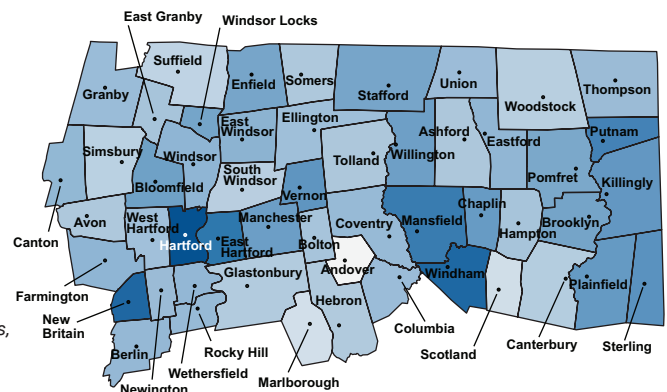 East Granby
Windsor Locks
Suffield
Granby
Enfield
Somers
Stafford
Union
Woodstock
Thompson
East
Windsor
Ellington
Ashford
Eastford
Putnam
Simsbury
Windsor
Tolland
Willington
Pomfret
Killingly
Bloomfield
South
Windsor
Vernon
Avon
West
Hartford
Hartford
East
Hartford
Manchester
Bolton
Coventry
Mansfield
Chaplin
Hampton
Brooklyn
Canton
Andover
Windham
Plainfield
Glastonbury
Hebron
Farmington
New
Britain
Berlin
Newington
Wethersfield
Rocky Hill
Marlborough
Columbia
Scotland
Canterbury
Sterling
s,